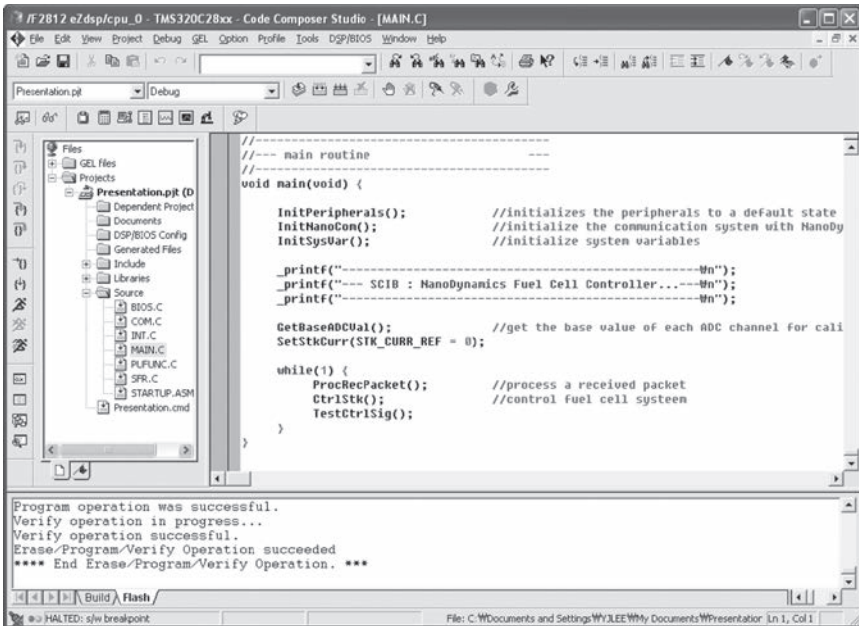 /F2812 eZdsp/cpu_0 - TMS320C28xx - Code Composer Studio - [MAIN.C]
File Edit View Project Debug GEL Option Profile Tools DSP/BIOS Window Help
Presentation.pjt Debug
Files
GEL files
Projects
Presentation.pjt (D
Dependent Project
Documents
DSP/BIOS Config
Generated Files
Include
Libraries
Source
BIOS.C
COM.C
INT.C
MAIN.C
PUFUNC.C
SFR.C
STARTUP.ASM
Presentation.cmd
//-----------------------------------------
//--- main routine ---
//-----------------------------------------
void main(void) {
InitPeripherals(); //initializes the peripherals to a default state
InitNanoCom(); //initialize the communication system with NanoDy
InitSysVar(); //initialize system variables
_printf("--------------------------------------------------₩n");
_printf("--- SCIB : NanoDynamics Fuel Cell Controller...---₩n");
_printf("--------------------------------------------------₩n");
GetBaseADCVal(); //get the base value of each ADC channel for cali
SetStkCurr(STK_CURR_REF = 0);
while(1) {
ProcRecPacket(); //process a received packet
CtrlStk(); //control fuel cell systeem
TestCtrlSig();
}
}
Program operation was successful.
Verify operation in progress...
Verify operation successful.
Erase/Program/Verify Operation succeeded
**** End Erase/Program/Verify Operation. ***
Build Flash
HALTED: s/w breakpoint File: C:₩Documents and Settings₩YJLEE₩My Documents₩Presentatior Ln 1, Col 1